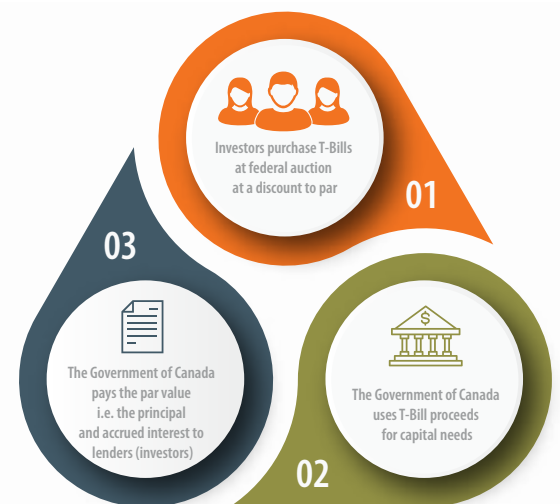 Investors purchase T-Bills
at federal auction
at a discount to par
01
$
The Government of Canada
uses T-Bill proceeds
for capital needs
02
03
The Government of Canada
pays the par value
i.e. the principal
and accrued interest to
lenders (investors)